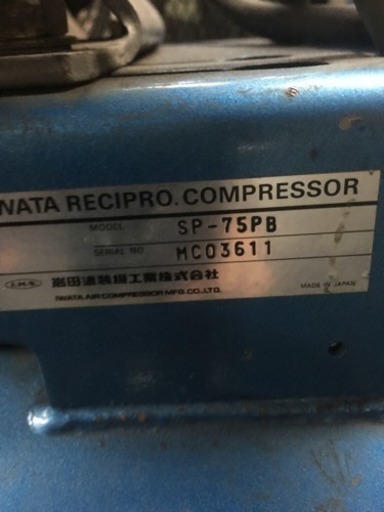 WATA RECIPRO. COMPRESSOR
MODEL SP-75PB
SERIAL NO MC03611
岩田塗装機工業株式会社
IWATA AIR COMPRESSOR MFG. CO., LTD. MADE IN JAPAN